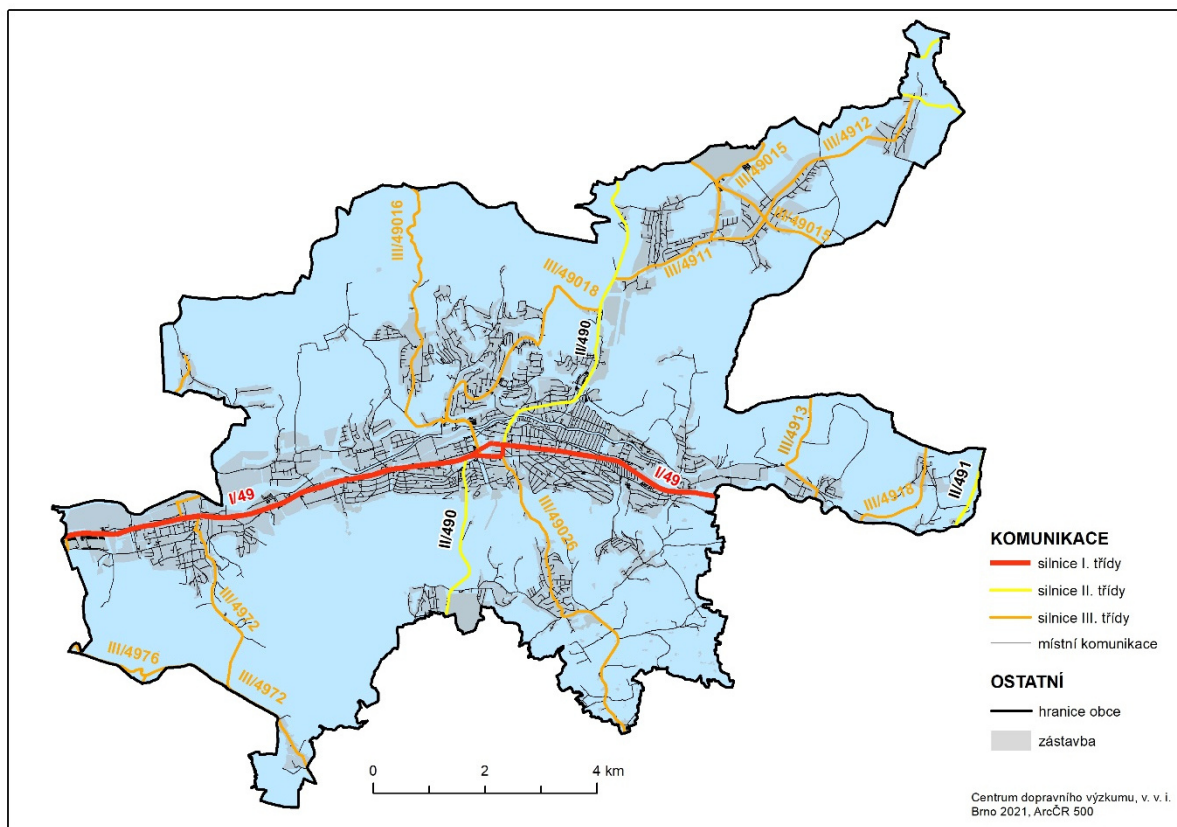 III/4912
III/49015
III/49016
III/49015
III/4911
III/49018
II/490
III/4913
I/49
I/49
III/4918
II/491
II/490
III/49026
III/4972
III/4976
III/4972
KOMUNIKACE
silnice I. třídy
silnice II. třídy
silnice III. třídy
místní komunikace
OSTATNÍ
hranice obce
zástavba
0 2 4 km
Centrum dopravního výzkumu, v. v. i.
Brno 2021, ArcČR 500